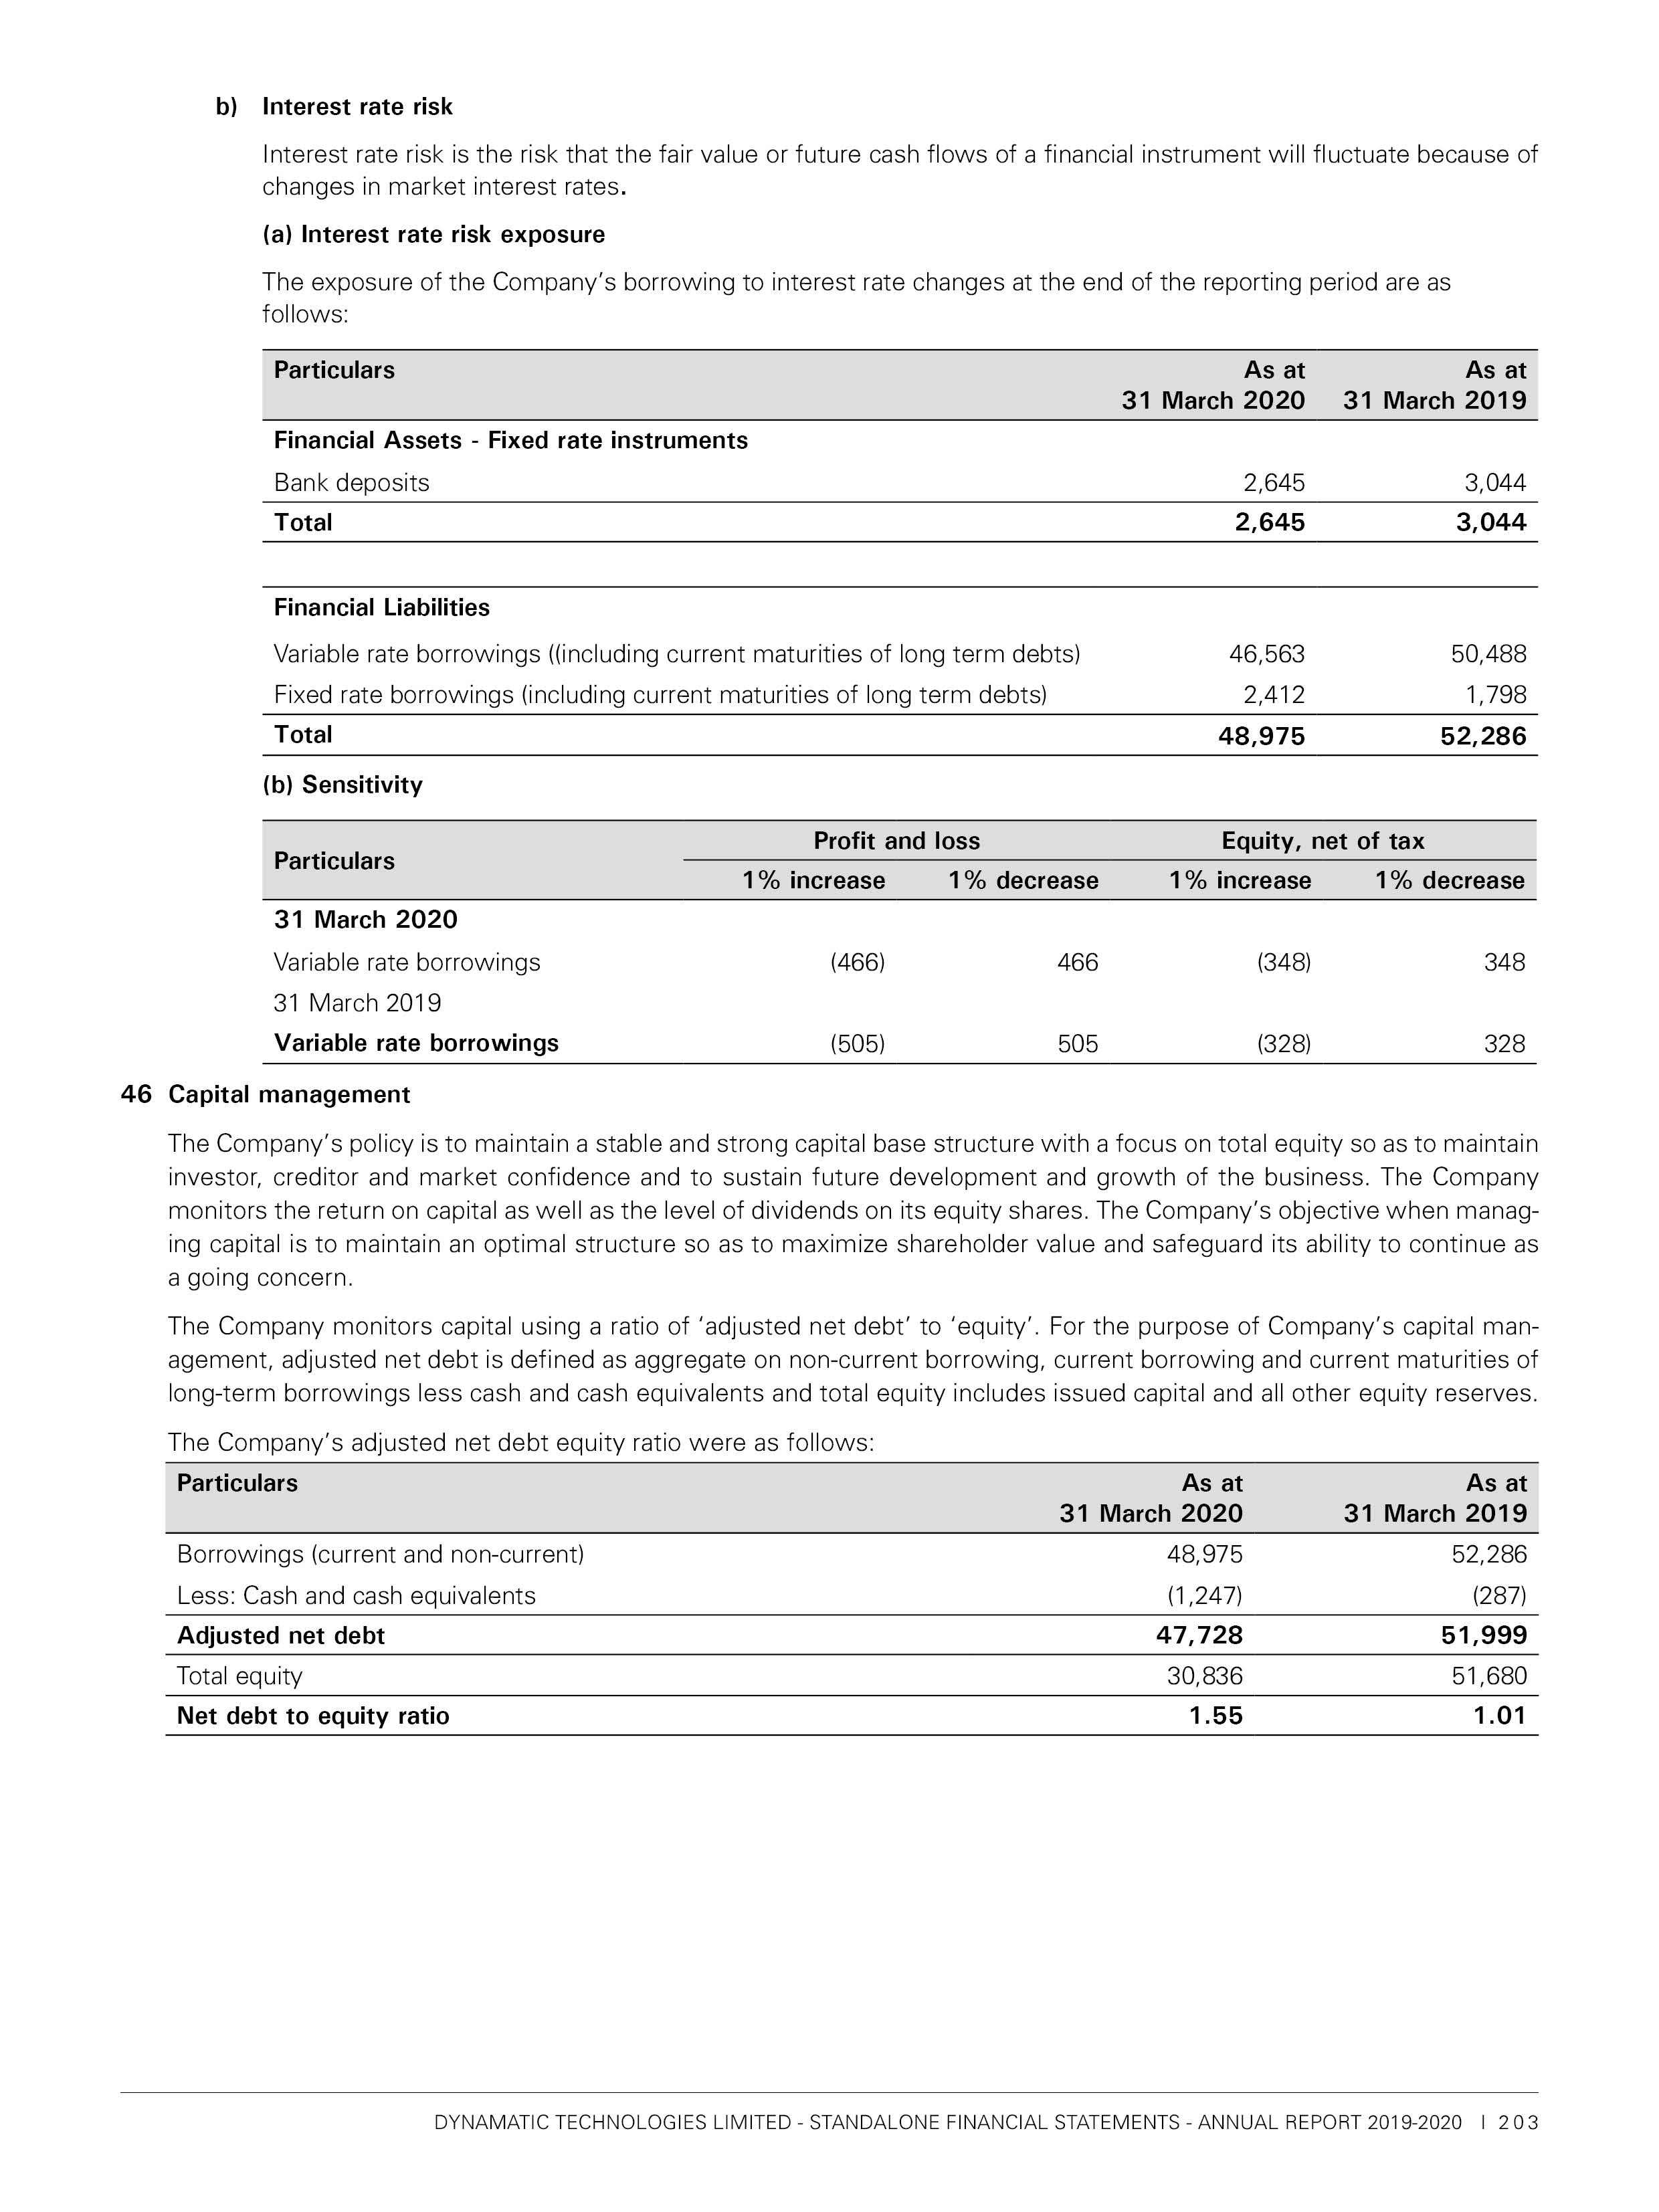 b) Interest rate risk
Interest rate risk is the risk that the fair value or future cash flows of a financial instrument will fluctuate because of
changes in market interest rates.
(a) Interest rate risk exposure
The exposure of the Company’s borrowing to interest rate changes at the end of the reporting period are as
follows:
Particulars As at As at
31 March 2020 31 March 2019
Financial Assets - Fixed rate instruments
Bank deposits 2,645 3,044
Total 2,645 3,044
Financial Liabilities
Variable rate borrowings ((including current maturities of long term debts) 46,563 50,488
Fixed rate borrowings (including current maturities of long term debts) 2,412 1,798
Total 48,975 52,286
(b) Sensitivity
Particulars Profit and loss Equity, net of tax
1% increase 1% decrease 1% increase 1% decrease
31 March 2020
Variable rate borrowings (466) 466 (348) 348
31 March 2019
Variable rate borrowings (505) 505 (328) 328
46 Capital management
The Company’s policy is to maintain a stable and strong capital base structure with a focus on total equity so as to maintain
investor, creditor and market confidence and to sustain future development and growth of the business. The Company
monitors the return on capital as well as the level of dividends on its equity shares. The Company’s objective when manag-
ing capital is to maintain an optimal structure so as to maximize shareholder value and safeguard its ability to continue as
a going concern.
The Company monitors capital using a ratio of ‘adjusted net debt’ to ‘equity’. For the purpose of Company’s capital man-
agement, adjusted net debt is defined as aggregate on non-current borrowing, current borrowing and current maturities of
long-term borrowings less cash and cash equivalents and total equity includes issued capital and all other equity reserves.
The Company’s adjusted net debt equity ratio were as follows:
Particulars As at As at
31 March 2020 31 March 2019
Borrowings (current and non-current) 48,975 52,286
Less: Cash and cash equivalents (1,247) (287)
Adjusted net debt 47,728 51,999
Total equity 30,836 51,680
Net debt to equity ratio 1.55 1.01
DYNAMATIC TECHNOLOGIES LIMITED - STANDALONE FINANCIAL STATEMENTS - ANNUAL REPORT 2019-2020 | 203